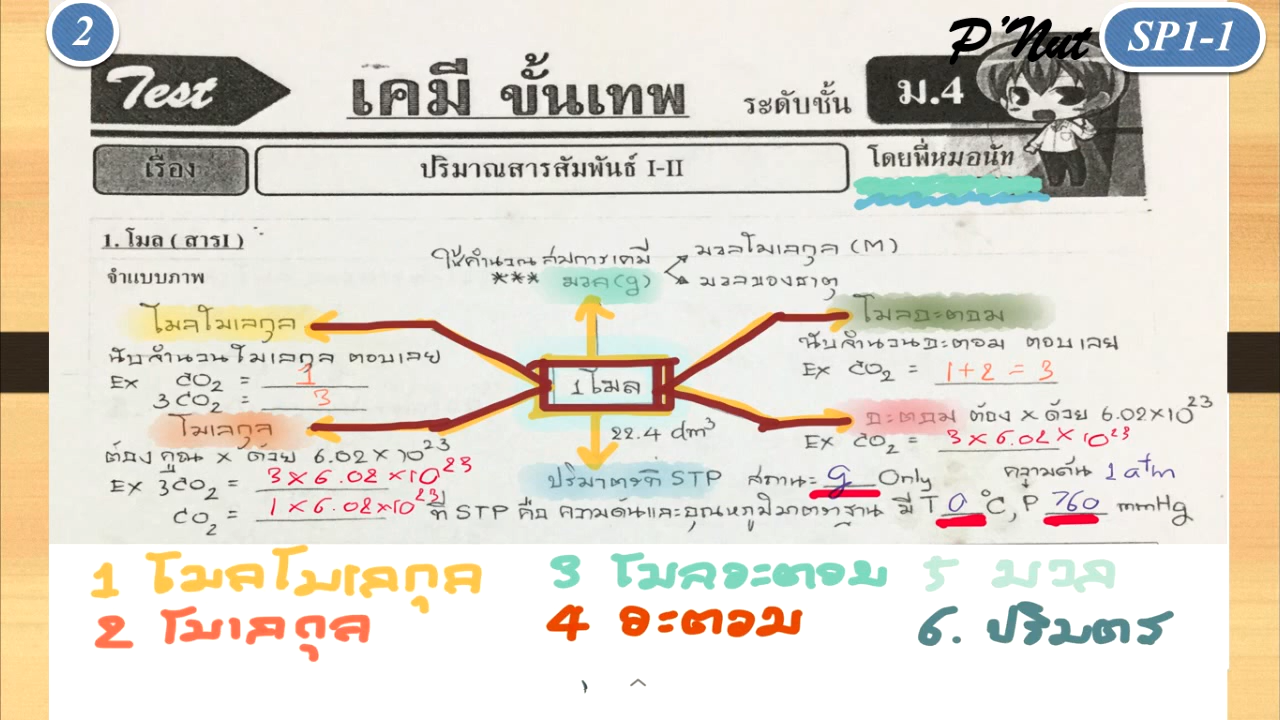 2
P'Nut
SP1-1
Test
เคมี ขั้นเทพ
ระดับชั้น
ม.4
เรื่อง
ปริมาณสารสัมพันธ์ I-II
โดยพี่หมอนัท
1. โมล ( สารI )
จำแบบภาพ
ใช้คำนวณ สมการเคมี
*** มวล (g)
มวลโมเลกุล (M)
มวลของธาตุ
โมลโมเลกุล
นับจำนวนโมเลกุล ตอบเลย
Ex CO2 = 1
3CO2 = 3
โมเลกุล
ต้อง คูณ × ด้วย 6.02×10^23
Ex 3CO2 = 3×6.02×10^23
CO2 = 1×6.02×10^23
1 โมล
22.4 dm³
ปริมาตรที่ STP สถานะ g Only
ที่ STP คือ ความดันและอุณหภูมิมาตราฐาน มี T 0 °C, P 760 mmHg
โมลอะตอม
นับจำนวนอะตอม ตอบเลย
Ex CO2 = 1+2 = 3
อะตอม ต้อง × ด้วย 6.02×10^23
Ex CO2 = 3×6.02×10^23
ความดัน 1 atm
1 โมลโมเลกุล
2 โมเลกุล
3 โมลอะตอม
4 อะตอม
5 มวล
6. ปริมตร